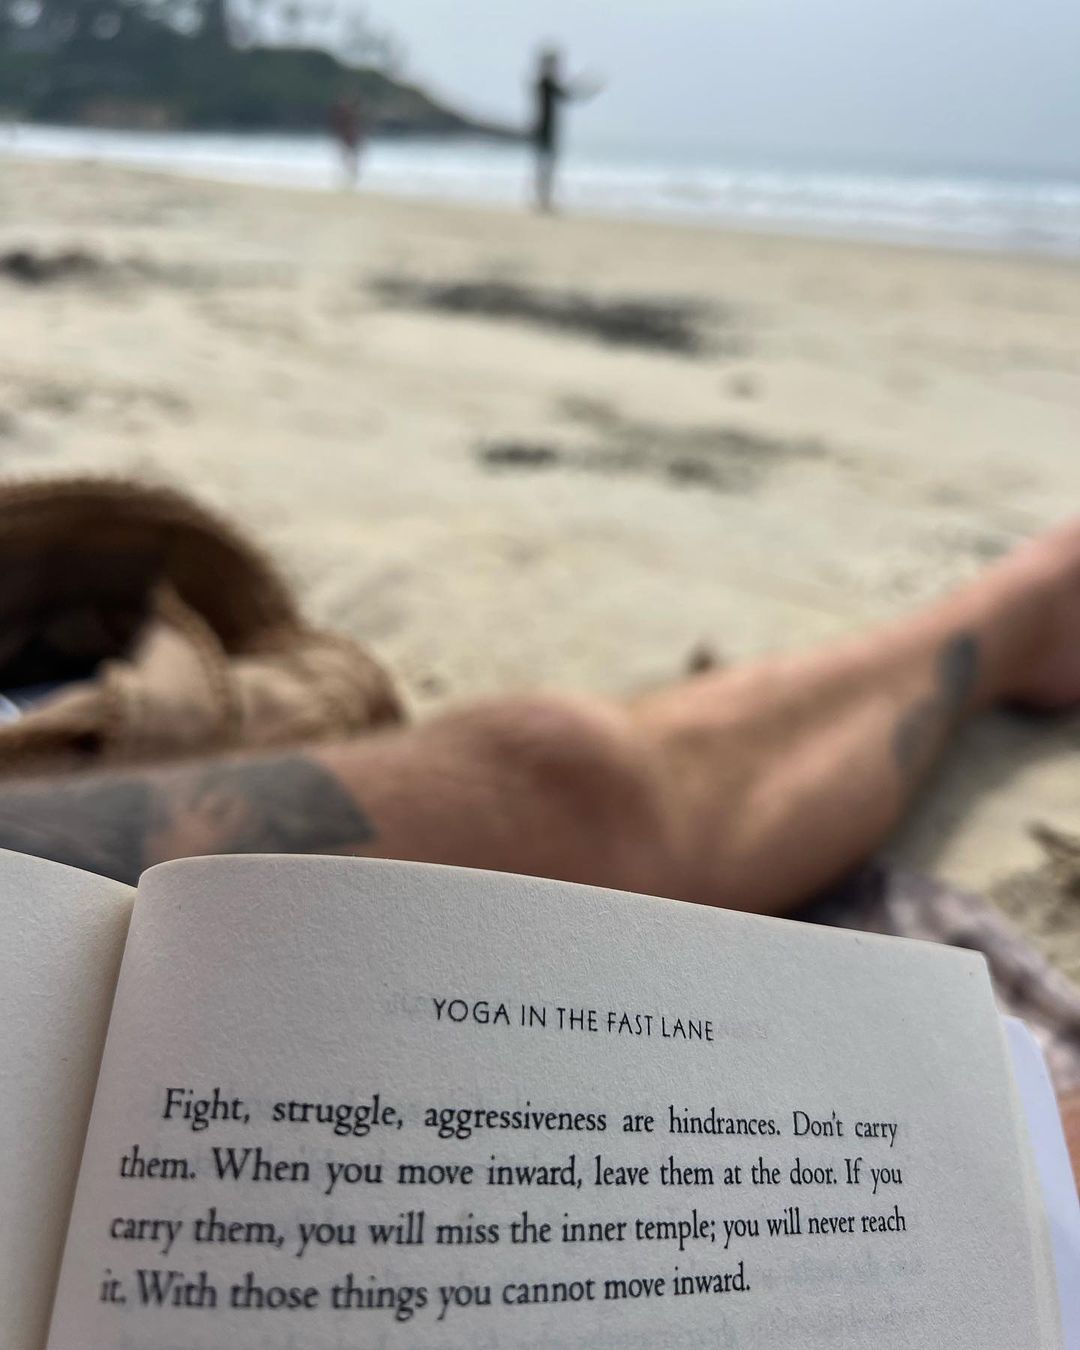 YOGA IN THE FAST LANE
Fight, struggle, aggressiveness are hindrances. Don't carry
them. When you move inward, leave them at the door. If you
carry them, you will miss the inner temple; you will never reach
it. With those things you cannot move inward.